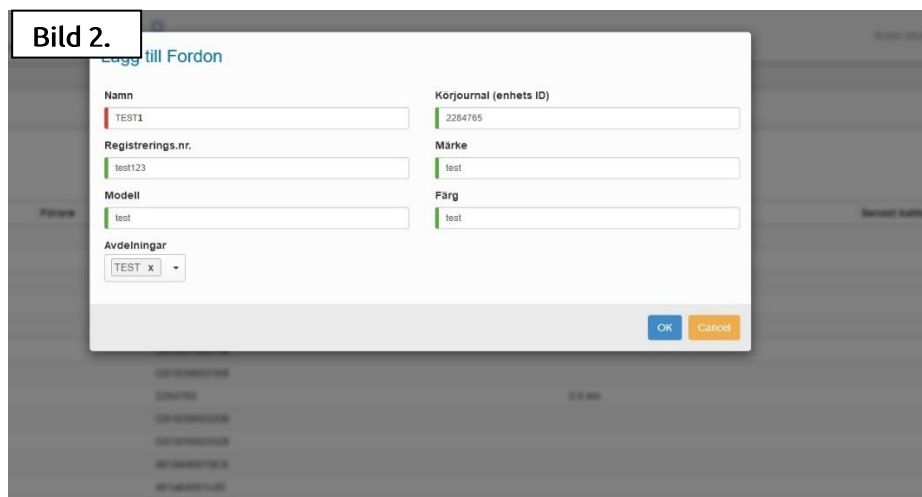 Bild 2.
Lägg till Fordon
Namn
Körjournal (enhets ID)
TEST1
2284765
Registrerings.nr.
Märke
test123
test
Modell
Färg
test
test
Avdelningar
TEST x
OK
Cancel
Förare
2284765